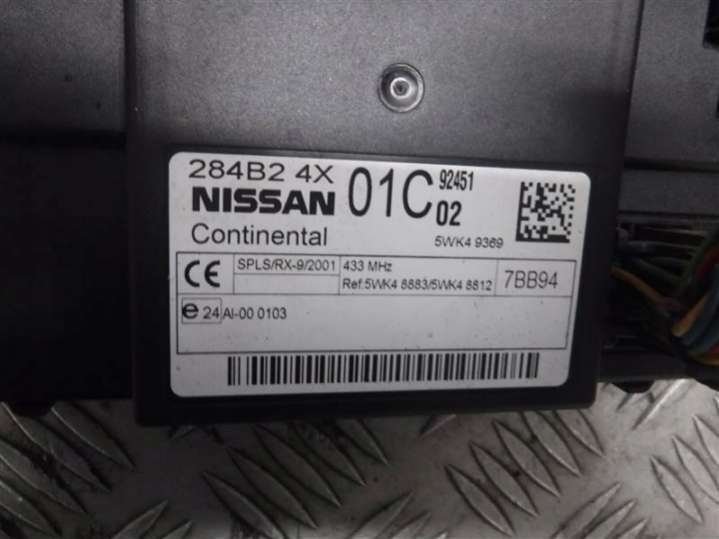 284B2 4X
NISSAN 01C 92451
02
Continental 5WK4 9369
CE SPLS/RX-9/2001 433 MHz
Ref:5WK4 8883/5WK4 8812 7BB94
e 24 AI-00 0103